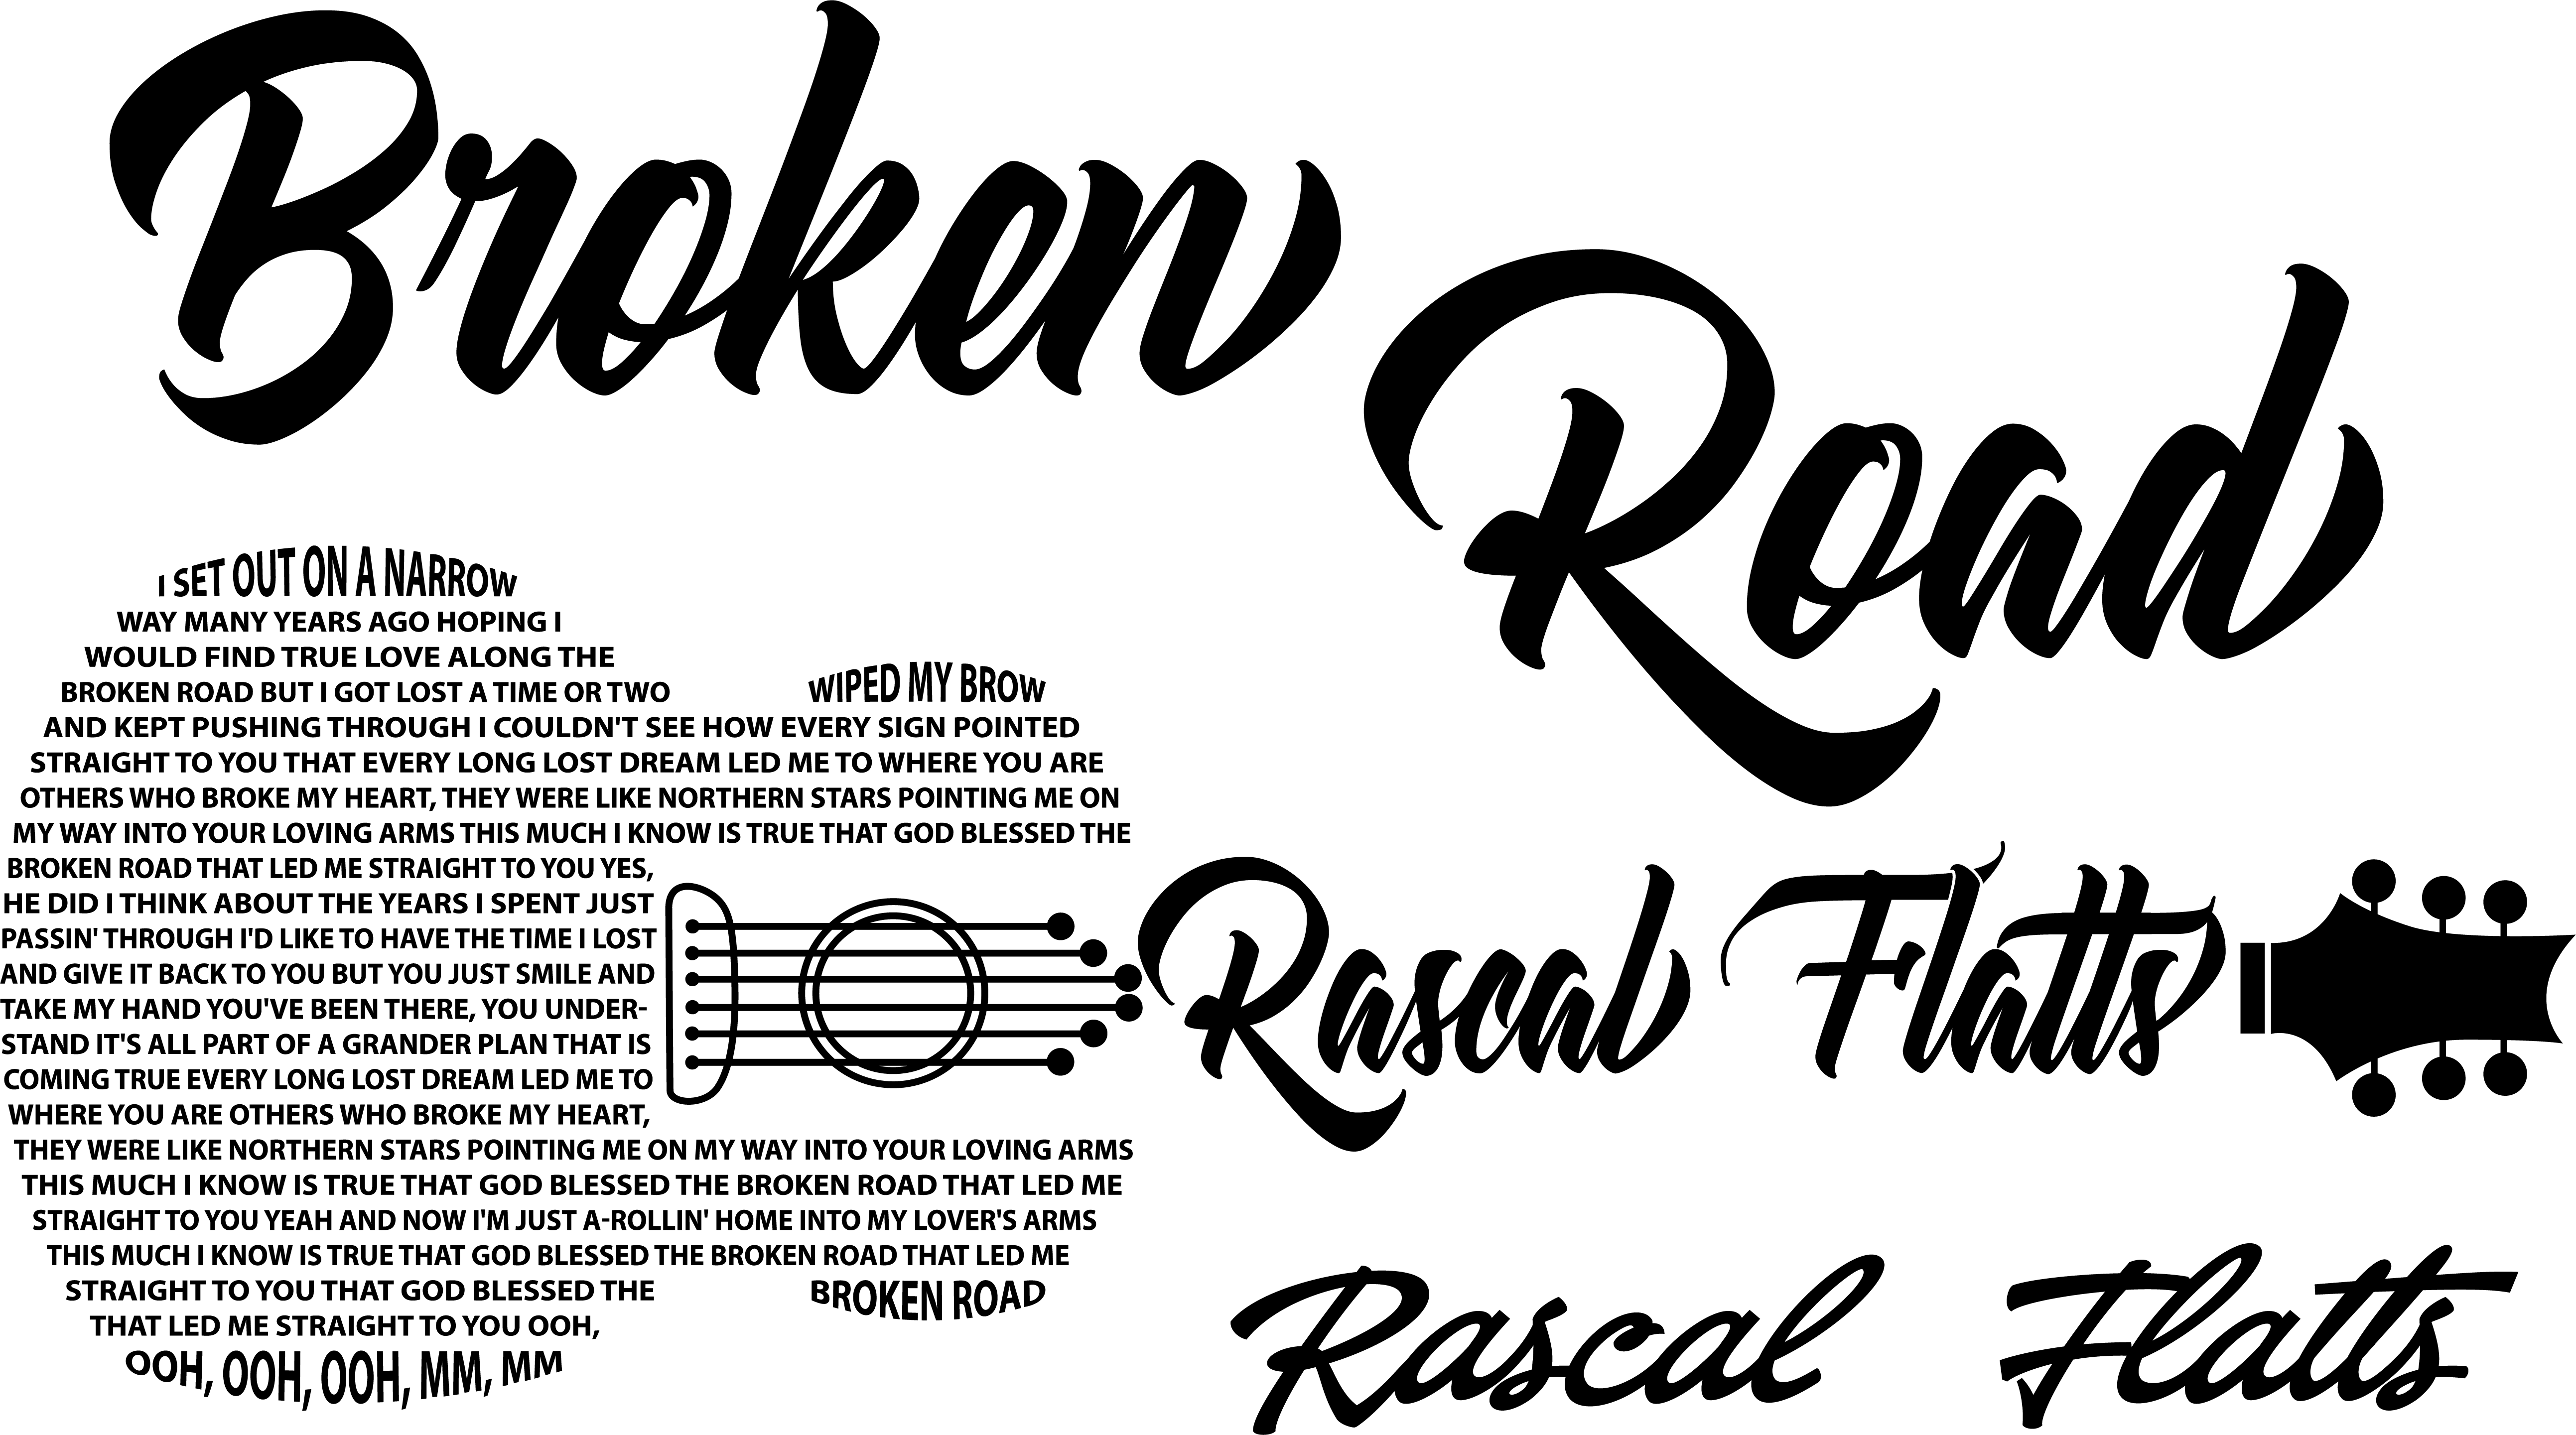 Broken
Road
I SET OUT ON A NARROW
WAY MANY YEARS AGO HOPING I
WOULD FIND TRUE LOVE ALONG THE
BROKEN ROAD BUT I GOT LOST A TIME OR TWO
WIPED MY BROW
AND KEPT PUSHING THROUGH I COULDN'T SEE HOW EVERY SIGN POINTED
STRAIGHT TO YOU THAT EVERY LONG LOST DREAM LED ME TO WHERE YOU ARE
OTHERS WHO BROKE MY HEART, THEY WERE LIKE NORTHERN STARS POINTING ME ON
MY WAY INTO YOUR LOVING ARMS THIS MUCH I KNOW IS TRUE THAT GOD BLESSED THE
BROKEN ROAD THAT LED ME STRAIGHT TO YOU YES,
HE DID I THINK ABOUT THE YEARS I SPENT JUST
PASSIN' THROUGH I'D LIKE TO HAVE THE TIME I LOST
AND GIVE IT BACK TO YOU BUT YOU JUST SMILE AND
TAKE MY HAND YOU'VE BEEN THERE, YOU UNDER-
STAND IT'S ALL PART OF A GRANDER PLAN THAT IS
COMING TRUE EVERY LONG LOST DREAM LED ME TO
WHERE YOU ARE OTHERS WHO BROKE MY HEART,
THEY WERE LIKE NORTHERN STARS POINTING ME ON MY WAY INTO YOUR LOVING ARMS
THIS MUCH I KNOW IS TRUE THAT GOD BLESSED THE BROKEN ROAD THAT LED ME
STRAIGHT TO YOU YEAH AND NOW I'M JUST A-ROLLIN' HOME INTO MY LOVER'S ARMS
THIS MUCH I KNOW IS TRUE THAT GOD BLESSED THE BROKEN ROAD THAT LED ME
STRAIGHT TO YOU THAT GOD BLESSED THE
BROKEN ROAD
THAT LED ME STRAIGHT TO YOU OOH,
OOH, OOH, OOH, MM, MM
Rascal Flatts
Rascal Flatts